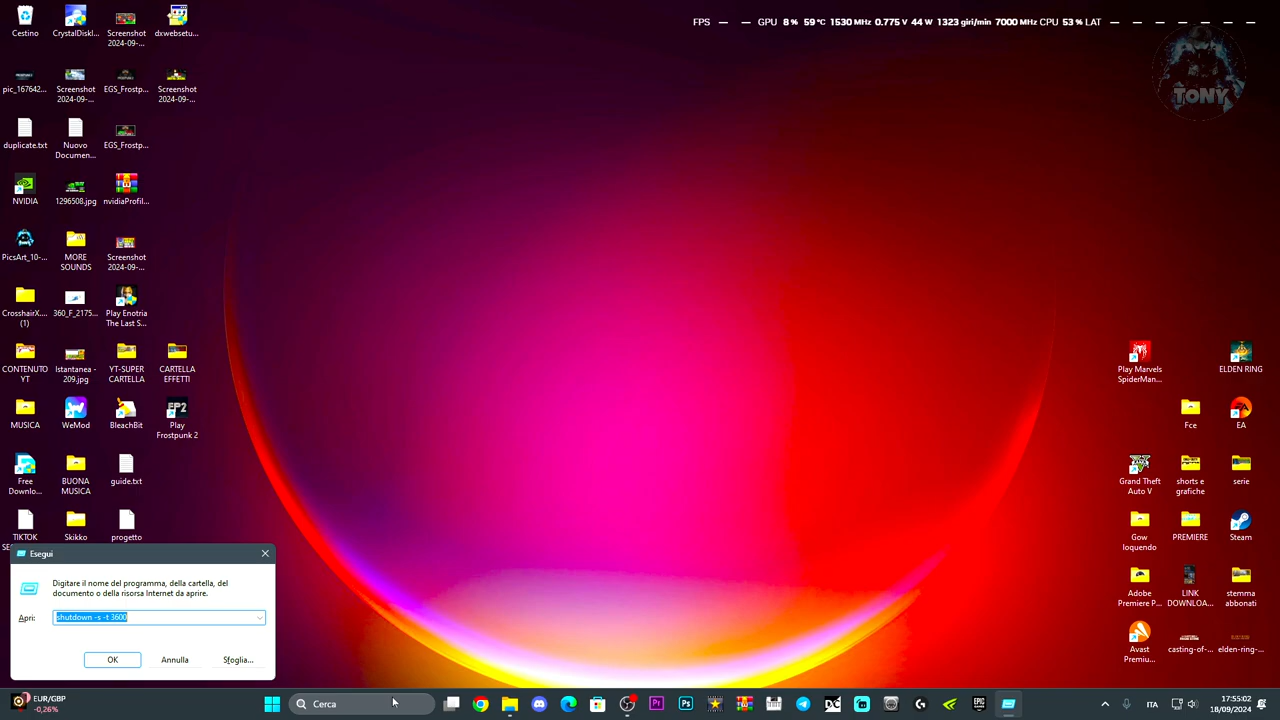 FPS — — GPU 8 % 59 °C 1530 MHz 0.775 V 44 W 1323 giri/min 7000 MHz CPU 53 % LAT — — — — — — —
TONY
Cestino
CrystalDiskI...
Screenshot
2024-09-...
dxwebsetu...
pic_167642...
Screenshot
2024-09-...
EGS_Frostp...
Screenshot
2024-09-...
duplicate.txt
Nuovo
Documen...
EGS_Frostp...
NVIDIA
1296508.jpg
nvidiaProfil...
PicsArt_10-...
MORE
SOUNDS
Screenshot
2024-09-...
CrosshairX...
(1)
360_F_2175...
Play Enotria
The Last S...
CONTENUTO
YT
Istantanea -
209.jpg
YT-SUPER
CARTELLA
CARTELLA
EFFETTI
MUSICA
WeMod
BleachBit
FP2
Play
Frostpunk 2
Free
Downlo...
BUONA
MUSICA
guide.txt
TIKTOK
Skikko
progetto
Play Marvels
SpiderMan...
ELDEN RING
Fce
EA
Grand Theft
Auto V
shorts e
grafiche
serie
Gow
loquendo
PREMIERE
Steam
Adobe
Premiere P...
LINK
DOWNLOA...
stemma
abbonati
Avast
Premiu...
casting-of-...
elden-ring-...
Esegui
Digitare il nome del programma, della cartella, del
documento o della risorsa Internet da aprire.
Apri:
shutdown -s -t 3600
OK
Annulla
Sfoglia...
EUR/GBP
-0,26%
Cerca
Pr
Ps
ITA
17:55:02
18/09/2024